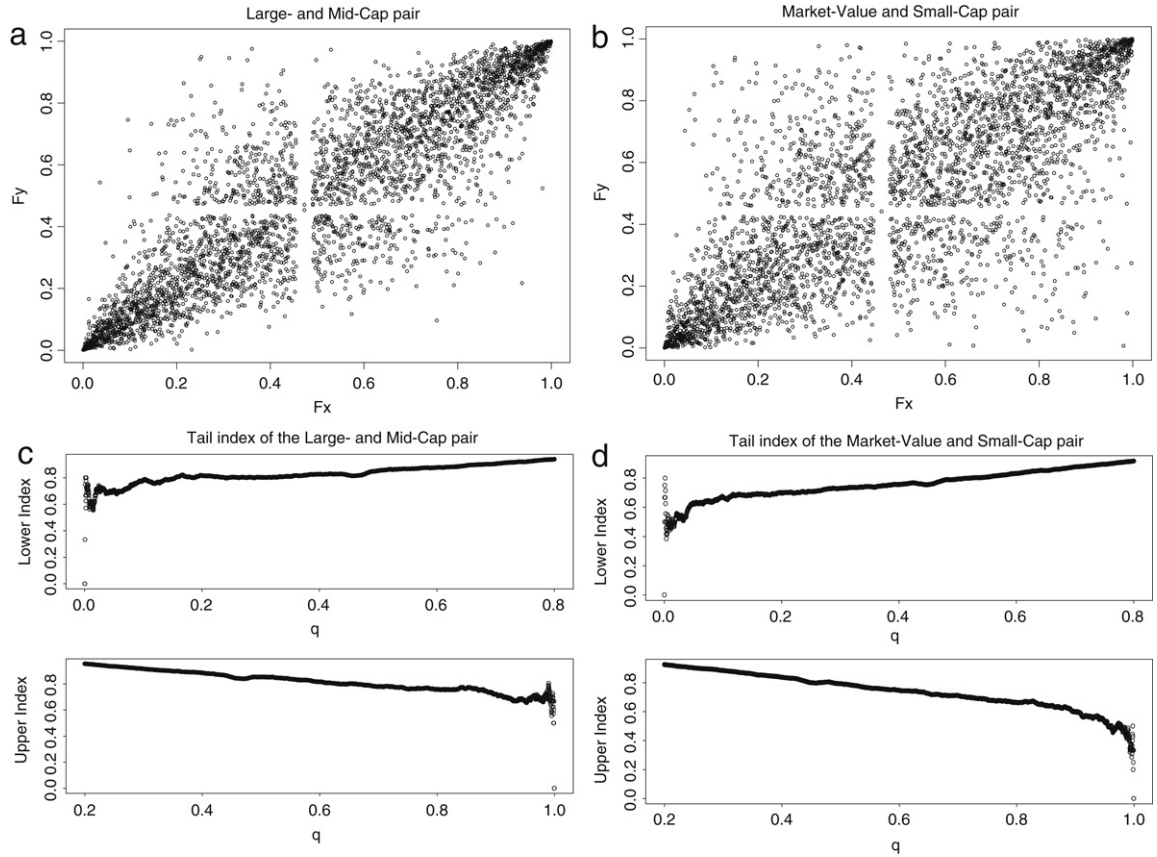 Large- and Mid-Cap pair
a
1.0
0.8
0.6
0.4
0.2
0.0
Fy
0.0 0.2 0.4 0.6 0.8 1.0
Fx
Market-Value and Small-Cap pair
b
1.0
0.8
0.6
0.4
0.2
0.0
Fy
0.0 0.2 0.4 0.6 0.8 1.0
Fx
Tail index of the Large- and Mid-Cap pair
c
Lower Index
0.0 0.2 0.4 0.6 0.8
0.0 0.2 0.4 0.6 0.8
q
Upper Index
0.0 0.2 0.4 0.6 0.8
0.2 0.4 0.6 0.8 1.0
q
Tail index of the Market-Value and Small-Cap pair
d
Lower Index
0.0 0.2 0.4 0.6 0.8
0.0 0.2 0.4 0.6 0.8
q
Upper Index
0.0 0.2 0.4 0.6 0.8
0.2 0.4 0.6 0.8 1.0
q